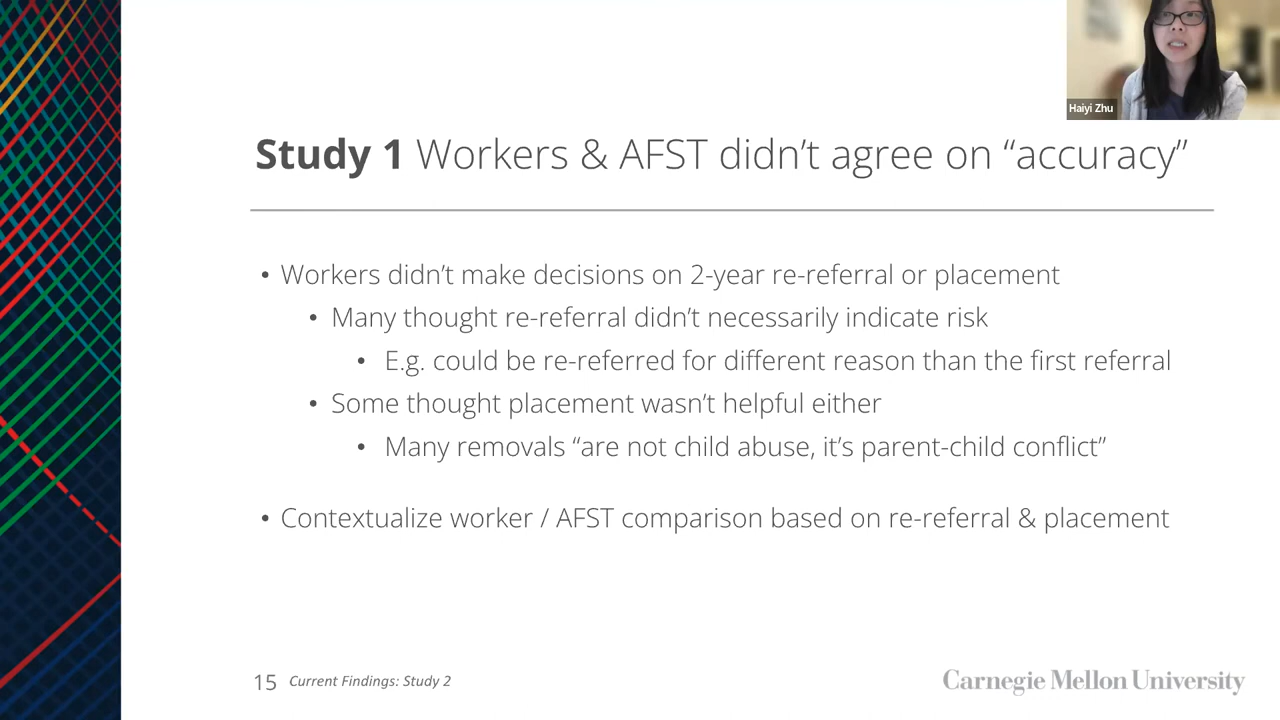 Haiyi Zhu
Study 1 Workers & AFST didn’t agree on “accuracy”
• Workers didn’t make decisions on 2-year re-referral or placement
• Many thought re-referral didn’t necessarily indicate risk
• E.g. could be re-referred for different reason than the first referral
• Some thought placement wasn’t helpful either
• Many removals “are not child abuse, it’s parent-child conflict”
• Contextualize worker / AFST comparison based on re-referral & placement
15 Current Findings: Study 2
Carnegie Mellon University